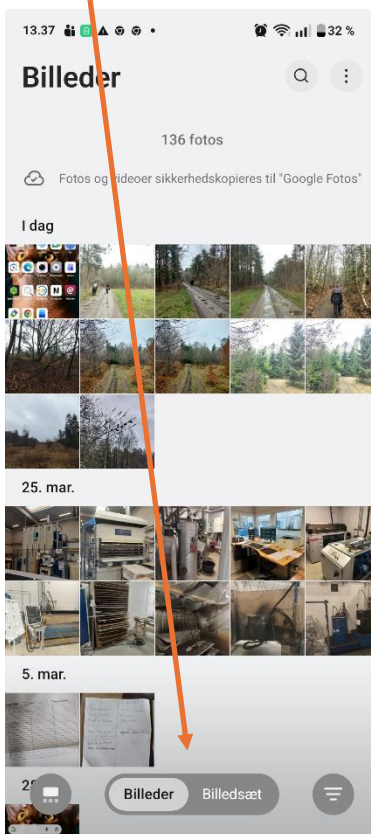 13.37 32 %
Billeder
136 fotos
Fotos og videoer sikkerhedskopieres til "Google Fotos"
I dag
25. mar.
5. mar.
Billeder Billedsæt